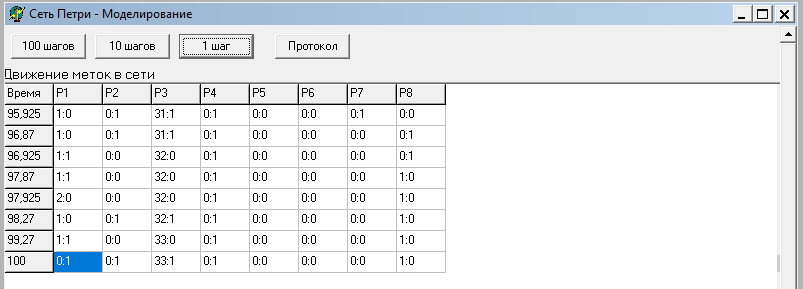 Сеть Петри - Моделирование
100 шагов 10 шагов 1 шаг Протокол
Движение меток в сети
Время P1 P2 P3 P4 P5 P6 P7 P8
95,925 1:0 0:1 31:1 0:1 0:0 0:0 0:1 0:0
96,87 1:0 0:1 31:1 0:1 0:0 0:0 0:0 0:1
96,925 1:1 0:0 32:0 0:1 0:0 0:0 0:0 0:1
97,87 1:1 0:0 32:0 0:1 0:0 0:0 0:0 1:0
97,925 2:0 0:0 32:0 0:1 0:0 0:0 0:0 1:0
98,27 1:0 0:1 32:1 0:1 0:0 0:0 0:0 1:0
99,27 1:1 0:0 33:0 0:1 0:0 0:0 0:0 1:0
100 0:1 0:1 33:1 0:1 0:0 0:0 0:0 1:0